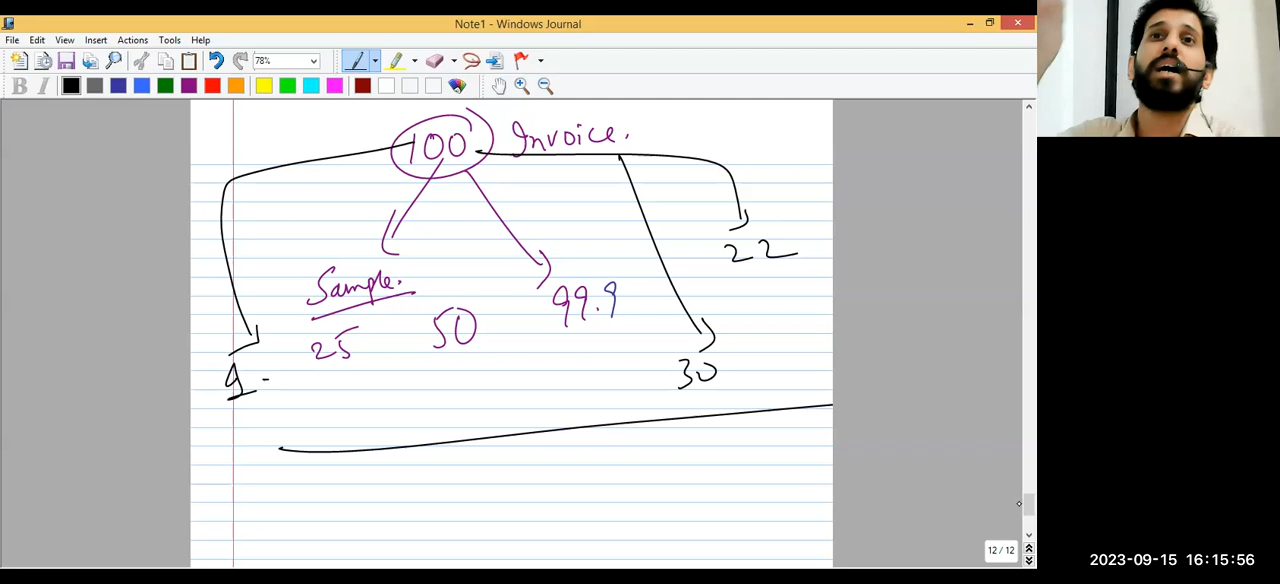 Note1 - Windows Journal
File Edit View Insert Actions Tools Help
78%
B I
100 Invoice.
22
Sample. 99.9
25 50
30
12 / 12
2023-09-15 16:15:56